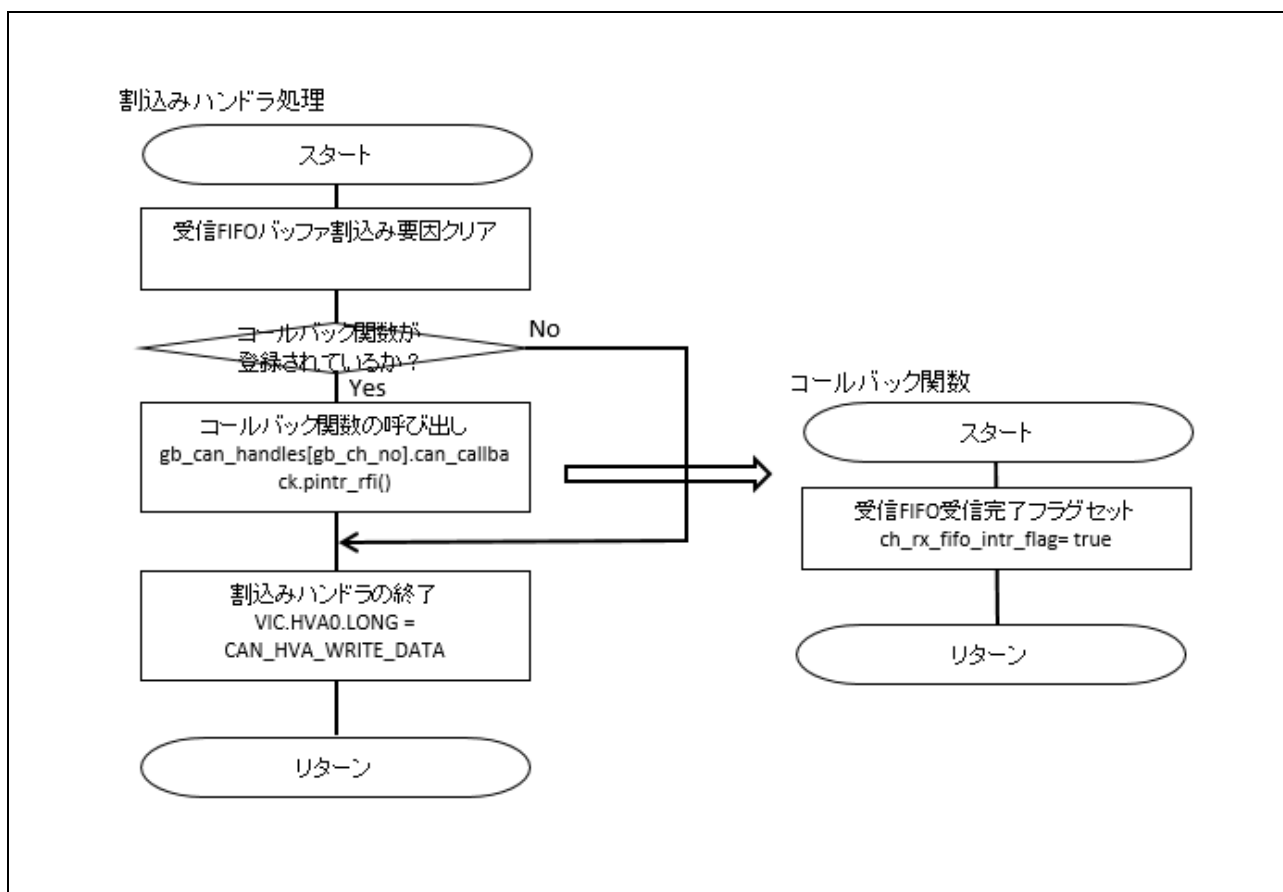 割込みハンドラ処理
スタート
受信FIFOバッファ割込み要因クリア
コールバック関数が
登録されているか？
No
Yes
コールバック関数の呼び出し
gb_can_handles[gb_ch_no].can_callba
ck.pintr_rfi()
割込みハンドラの終了
VIC.HVA0.LONG =
CAN_HVA_WRITE_DATA
リターン
コールバック関数
スタート
受信FIFO受信完了フラグセット
ch_rx_fifo_intr_flag= true
リターン